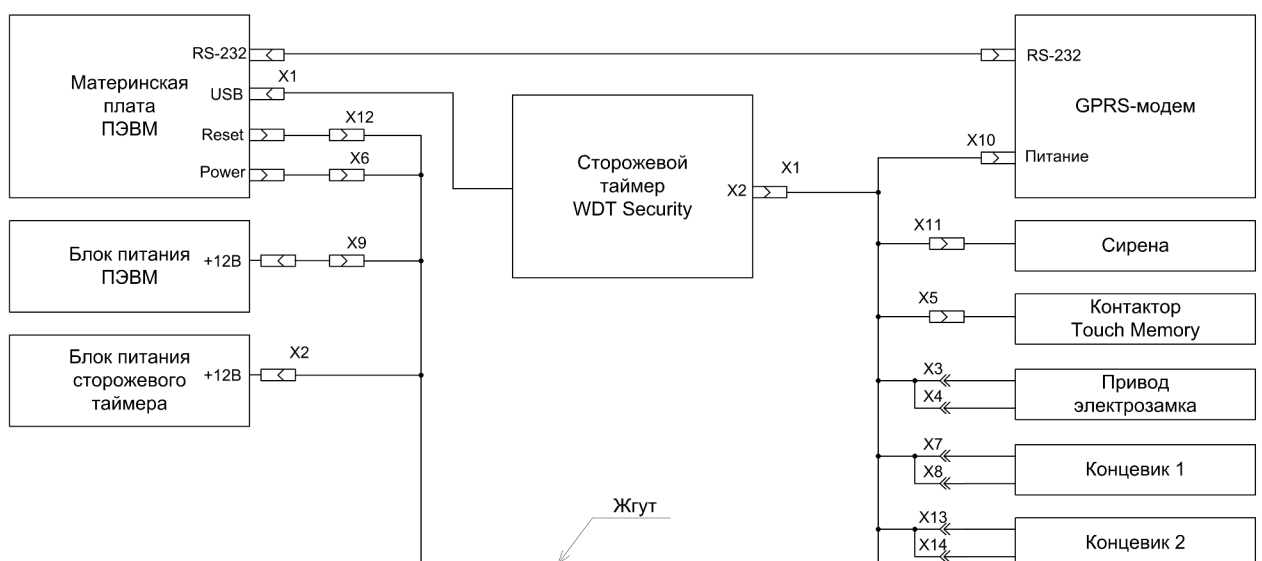 RS-232
X1
USB
Материнская
плата
ПЭВМ
Reset
X12
Power
X6
Блок питания
ПЭВМ
+12В
X9
Блок питания
сторожевого
таймера
+12В
X2
Сторожевой
таймер
WDT Security
X2
X1
RS-232
GPRS-модем
X10
Питание
X11
Сирена
X5
Контактор
Touch Memory
X3
X4
Привод
электрозамка
X7
X8
Концевик 1
X13
X14
Концевик 2
Жгут